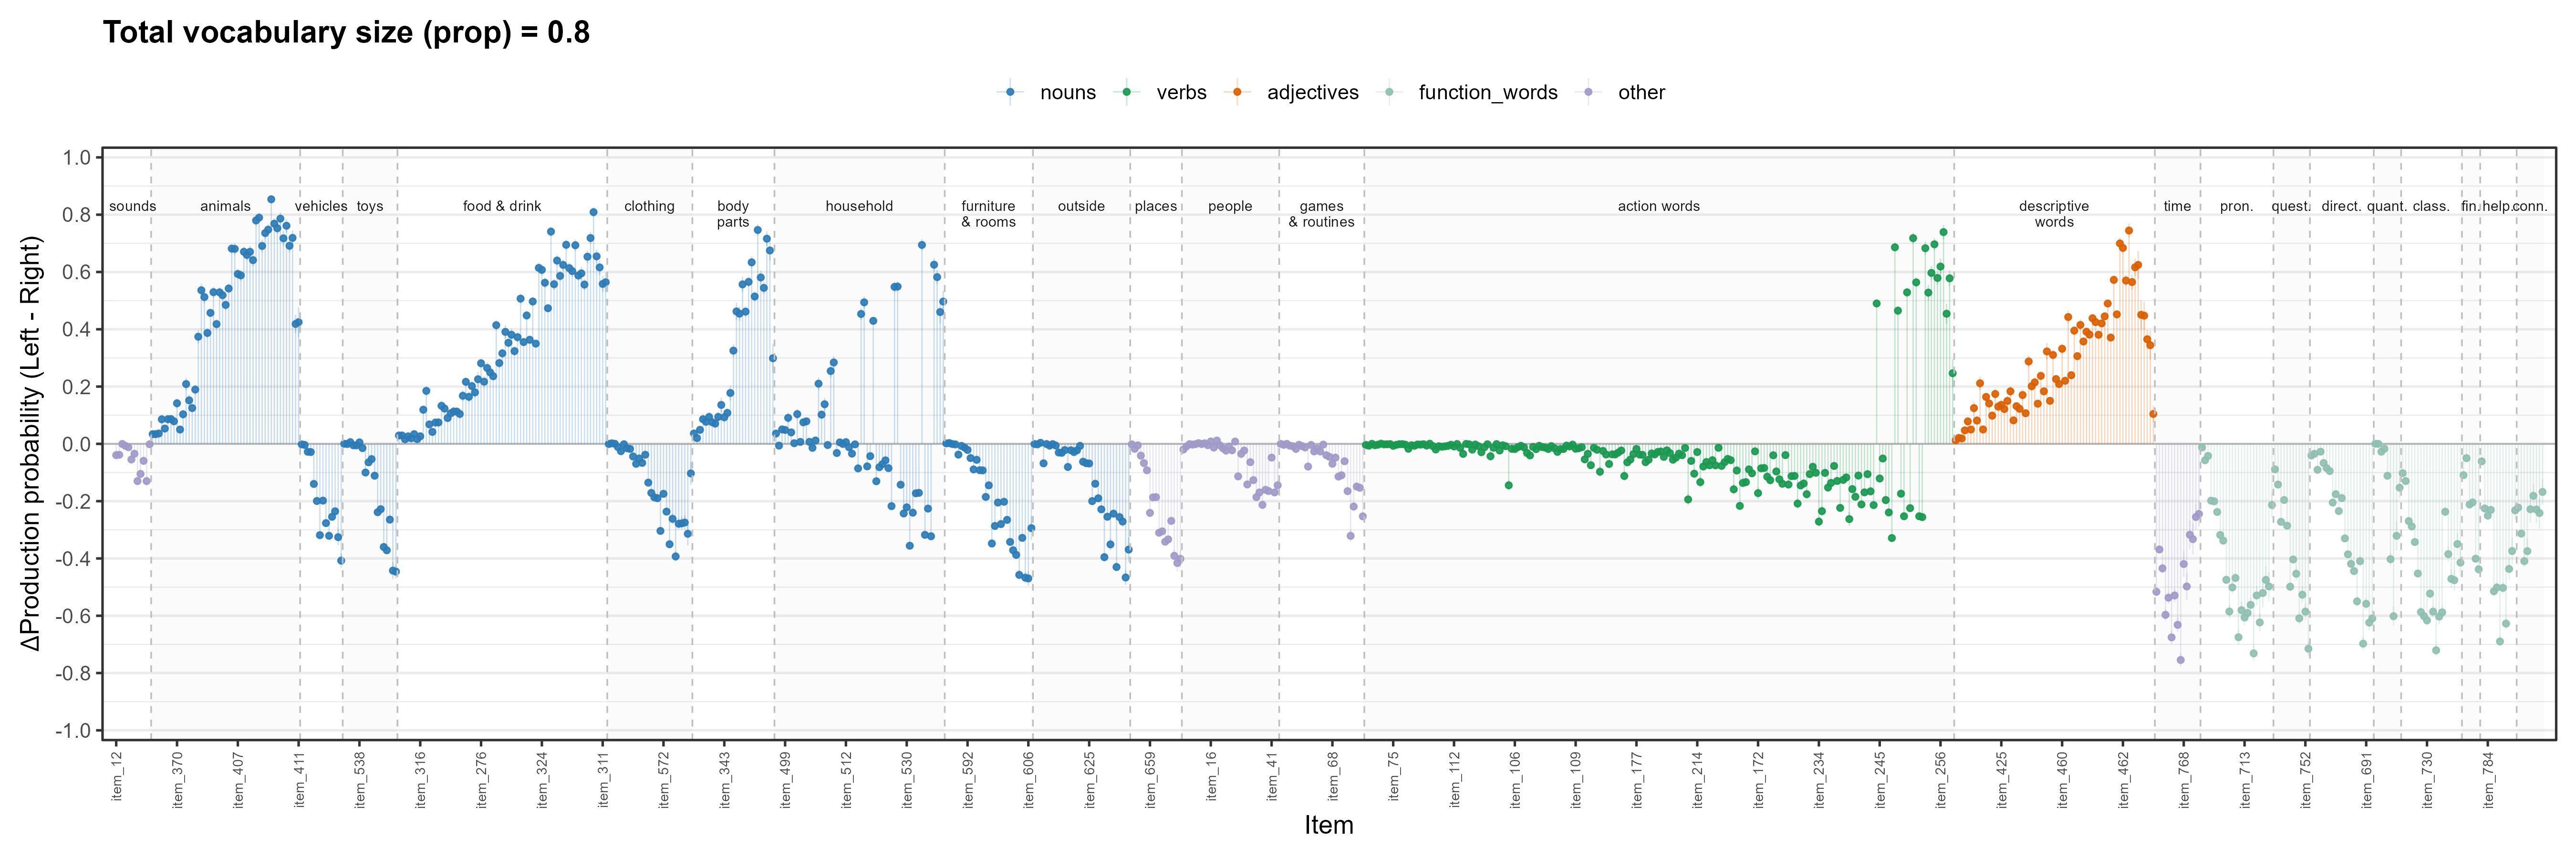 Total vocabulary size (prop) = 0.8
nouns verbs adjectives function_words other
ΔProduction probability (Left - Right)
1.0
0.8
0.6
0.4
0.2
0.0
-0.2
-0.4
-0.6
-0.8
-1.0
sounds animals vehicles toys food & drink clothing body parts household furniture & rooms outside places people games & routines action words descriptive words time pron. quest. direct. quant. class. fin. help. conn.
item_12 item_370 item_407 item_411 item_538 item_316 item_276 item_324 item_311 item_572 item_343 item_499 item_512 item_530 item_592 item_606 item_625 item_659 item_16 item_41 item_68 item_75 item_112 item_106 item_109 item_177 item_214 item_172 item_234 item_245 item_256 item_425 item_460 item_462 item_768 item_713 item_752 item_691 item_730 item_784
Item